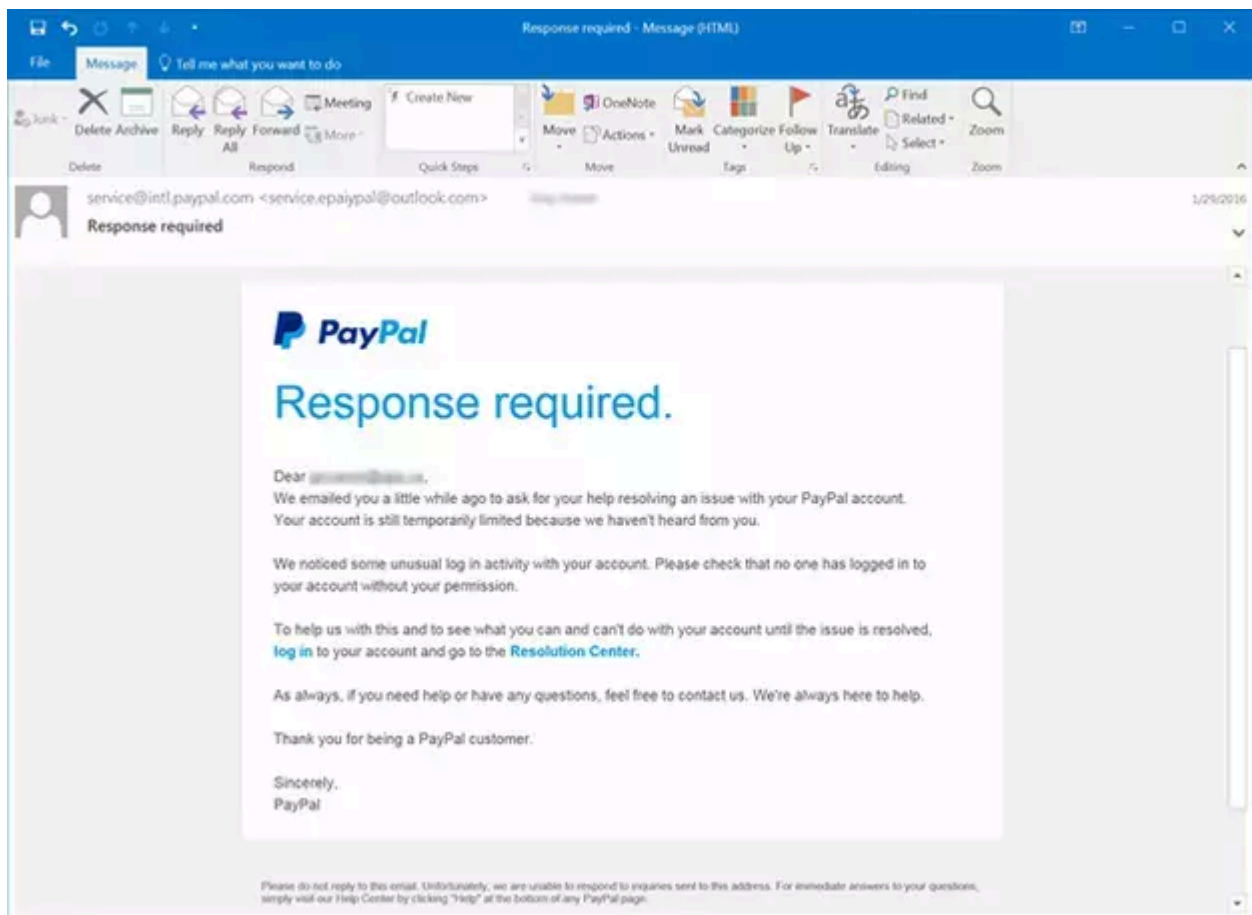 Response required - Message (HTML)
File Message Tell me what you want to do
Junk
Delete Archive Reply Reply All Forward Meeting More
Create New
Move OneNote Actions
Mark Unread Categorize Follow Up Translate
Find Related Select Zoom
Delete Respond Quick Steps Move Tags Editing Zoom
service@intl.paypal.com <service.epaiypal@outlook.com>
1/29/2016
Response required
PayPal
Response required.
Dear
We emailed you a little while ago to ask for your help resolving an issue with your PayPal account.
Your account is still temporarily limited because we haven't heard from you.
We noticed some unusual log in activity with your account. Please check that no one has logged in to
your account without your permission.
To help us with this and to see what you can and can't do with your account until the issue is resolved,
log in to your account and go to the Resolution Center.
As always, if you need help or have any questions, feel free to contact us. We're always here to help.
Thank you for being a PayPal customer.
Sincerely,
PayPal
Please do not reply to this email. Unfortunately, we are unable to respond to inquiries sent to this address. For immediate answers to your questions,
simply visit our Help Center by clicking "Help" at the bottom of any PayPal page.